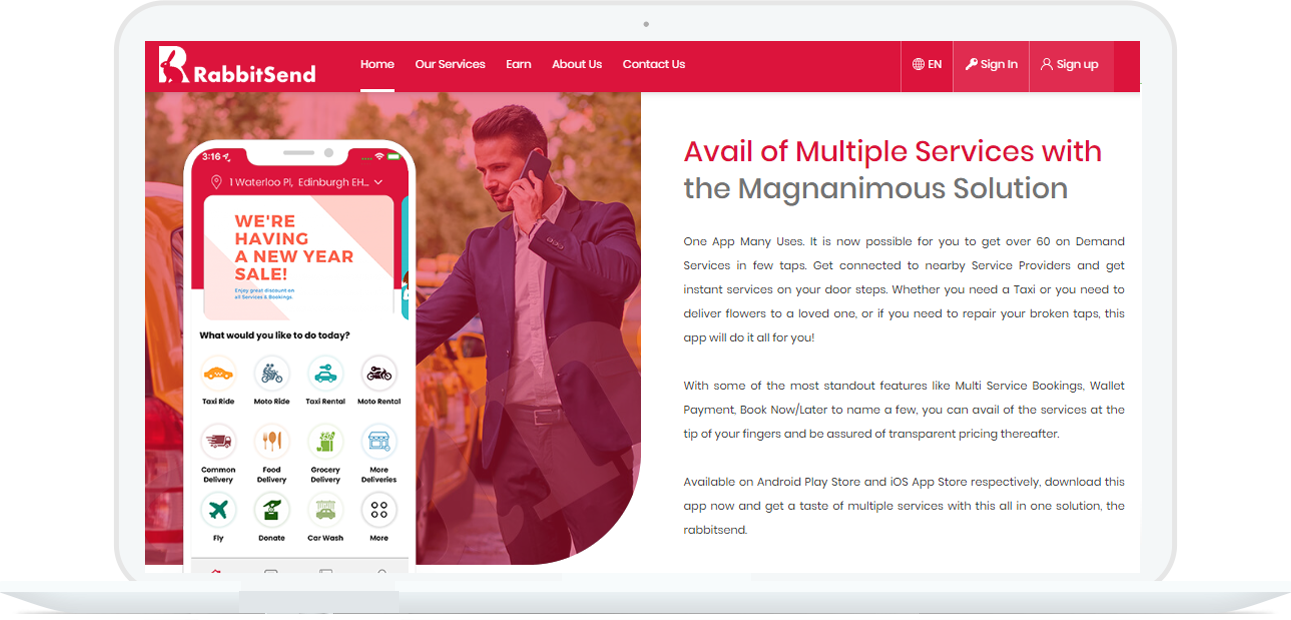 RabbitSend
Home
Our Services
Earn
About Us
Contact Us
EN
Sign In
Sign up
3:16
1 Waterloo Pl, Edinburgh EH...
WE'RE
HAVING
A NEW YEAR
SALE!
Enjoy great discount on
all Services & Bookings.
What would you like to do today?
Taxi Ride
Moto Ride
Taxi Rental
Moto Rental
Common
Delivery
Food
Delivery
Grocery
Delivery
More
Deliveries
Fly
Donate
Car Wash
More
Avail of Multiple Services with
the Magnanimous Solution
One App Many Uses. It is now possible for you to get over 60 on Demand
Services in few taps. Get connected to nearby Service Providers and get
instant services on your door steps. Whether you need a Taxi or you need to
deliver flowers to a loved one, or if you need to repair your broken taps, this
app will do it all for you!
With some of the most standout features like Multi Service Bookings, Wallet
Payment, Book Now/Later to name a few, you can avail of the services at the
tip of your fingers and be assured of transparent pricing thereafter.
Available on Android Play Store and iOS App Store respectively, download this
app now and get a taste of multiple services with this all in one solution, the
rabbitsend.